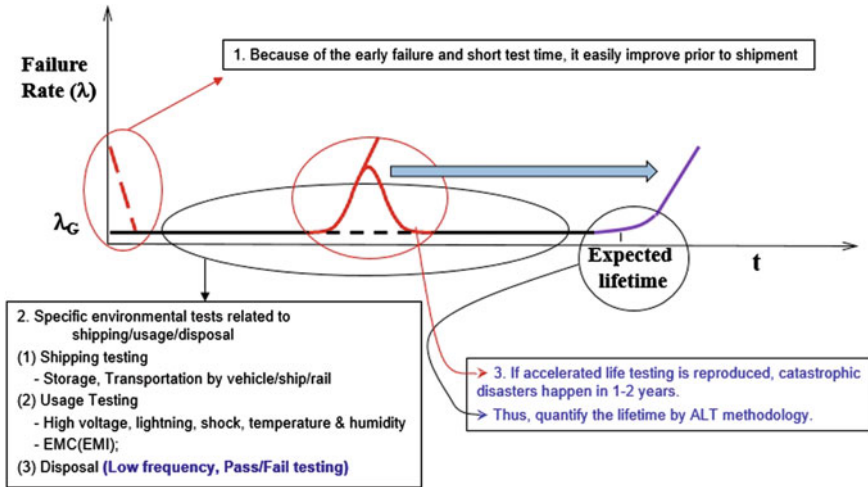 1. Because of the early failure and short test time, it easily improve prior to shipment
Failure
Rate (λ)
λG
Expected
lifetime
t
2. Specific environmental tests related to
shipping/usage/disposal
(1) Shipping testing
- Storage, Transportation by vehicle/ship/rail
(2) Usage Testing
- High voltage, lightning, shock, temperature & humidity
- EMC(EMI);
(3) Disposal (Low frequency, Pass/Fail testing)
3. If accelerated life testing is reproduced, catastrophic
disasters happen in 1-2 years.
Thus, quantify the lifetime by ALT methodology.